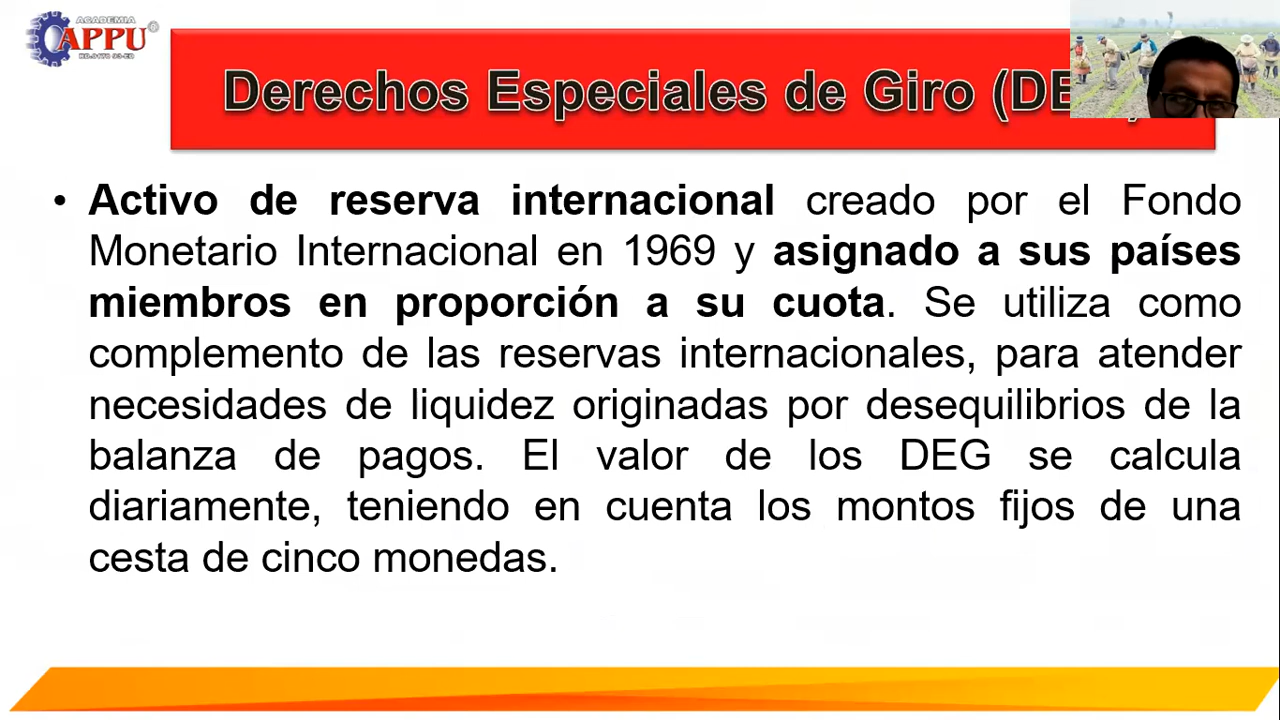 ACADEMIA
APPU
Derechos Especiales de Giro
• Activo de reserva internacional creado por el Fondo
Monetario Internacional en 1969 y asignado a sus países
miembros en proporción a su cuota. Se utiliza como
complemento de las reservas internacionales, para atender
necesidades de liquidez originadas por desequilibrios de la
balanza de pagos. El valor de los DEG se calcula
diariamente, teniendo en cuenta los montos fijos de una
cesta de cinco monedas.